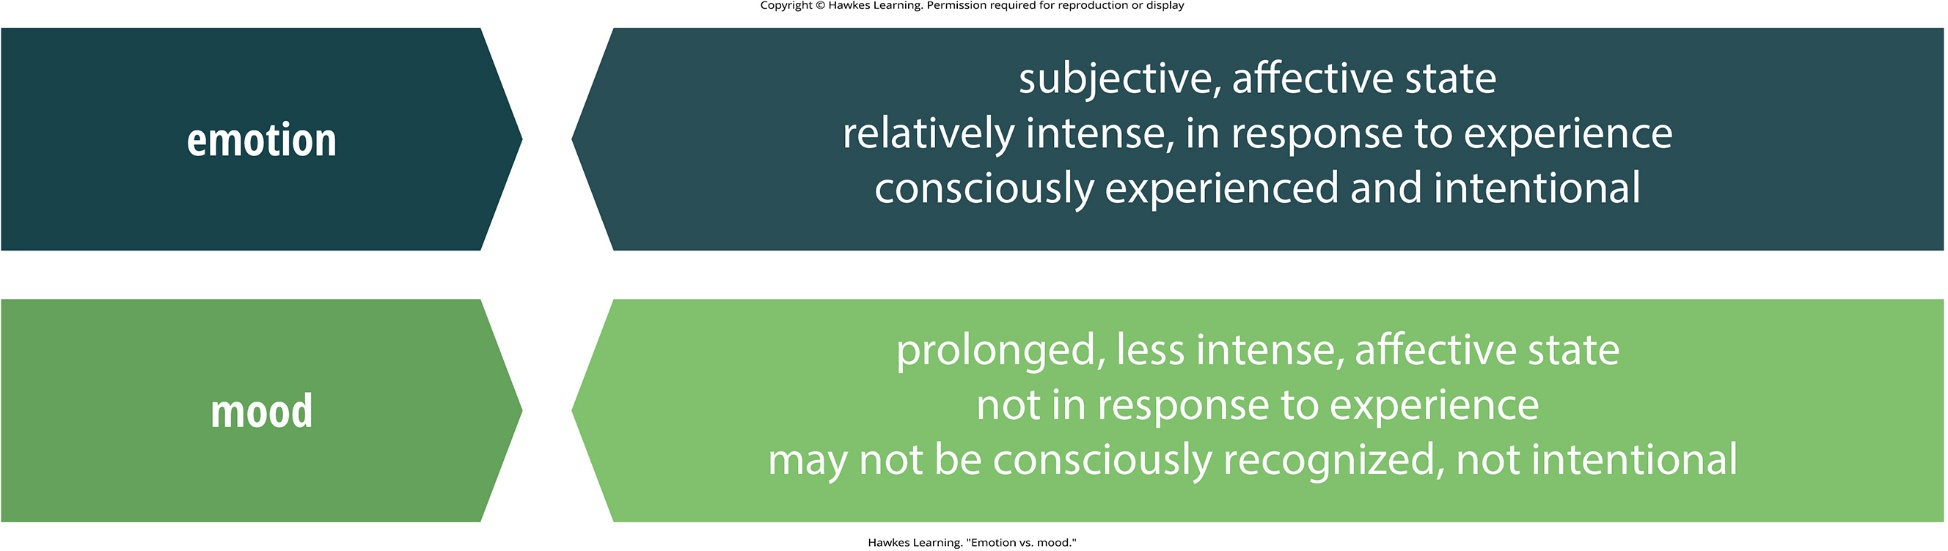 Copyright © Hawkes Learning. Permission required for reproduction or display
emotion
subjective, affective state
relatively intense, in response to experience
consciously experienced and intentional
mood
prolonged, less intense, affective state
not in response to experience
may not be consciously recognized, not intentional
Hawkes Learning. "Emotion vs. mood."